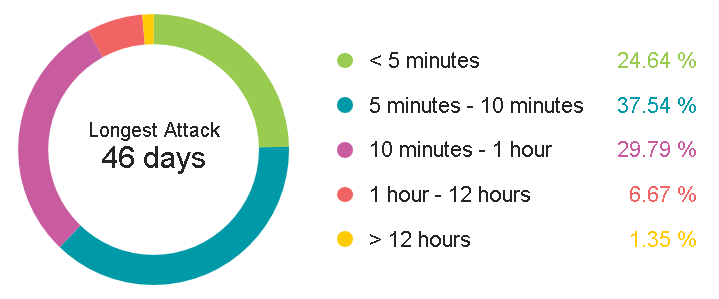 Longest Attack
46 days
< 5 minutes 24.64 %
5 minutes - 10 minutes 37.54 %
10 minutes - 1 hour 29.79 %
1 hour - 12 hours 6.67 %
> 12 hours 1.35 %